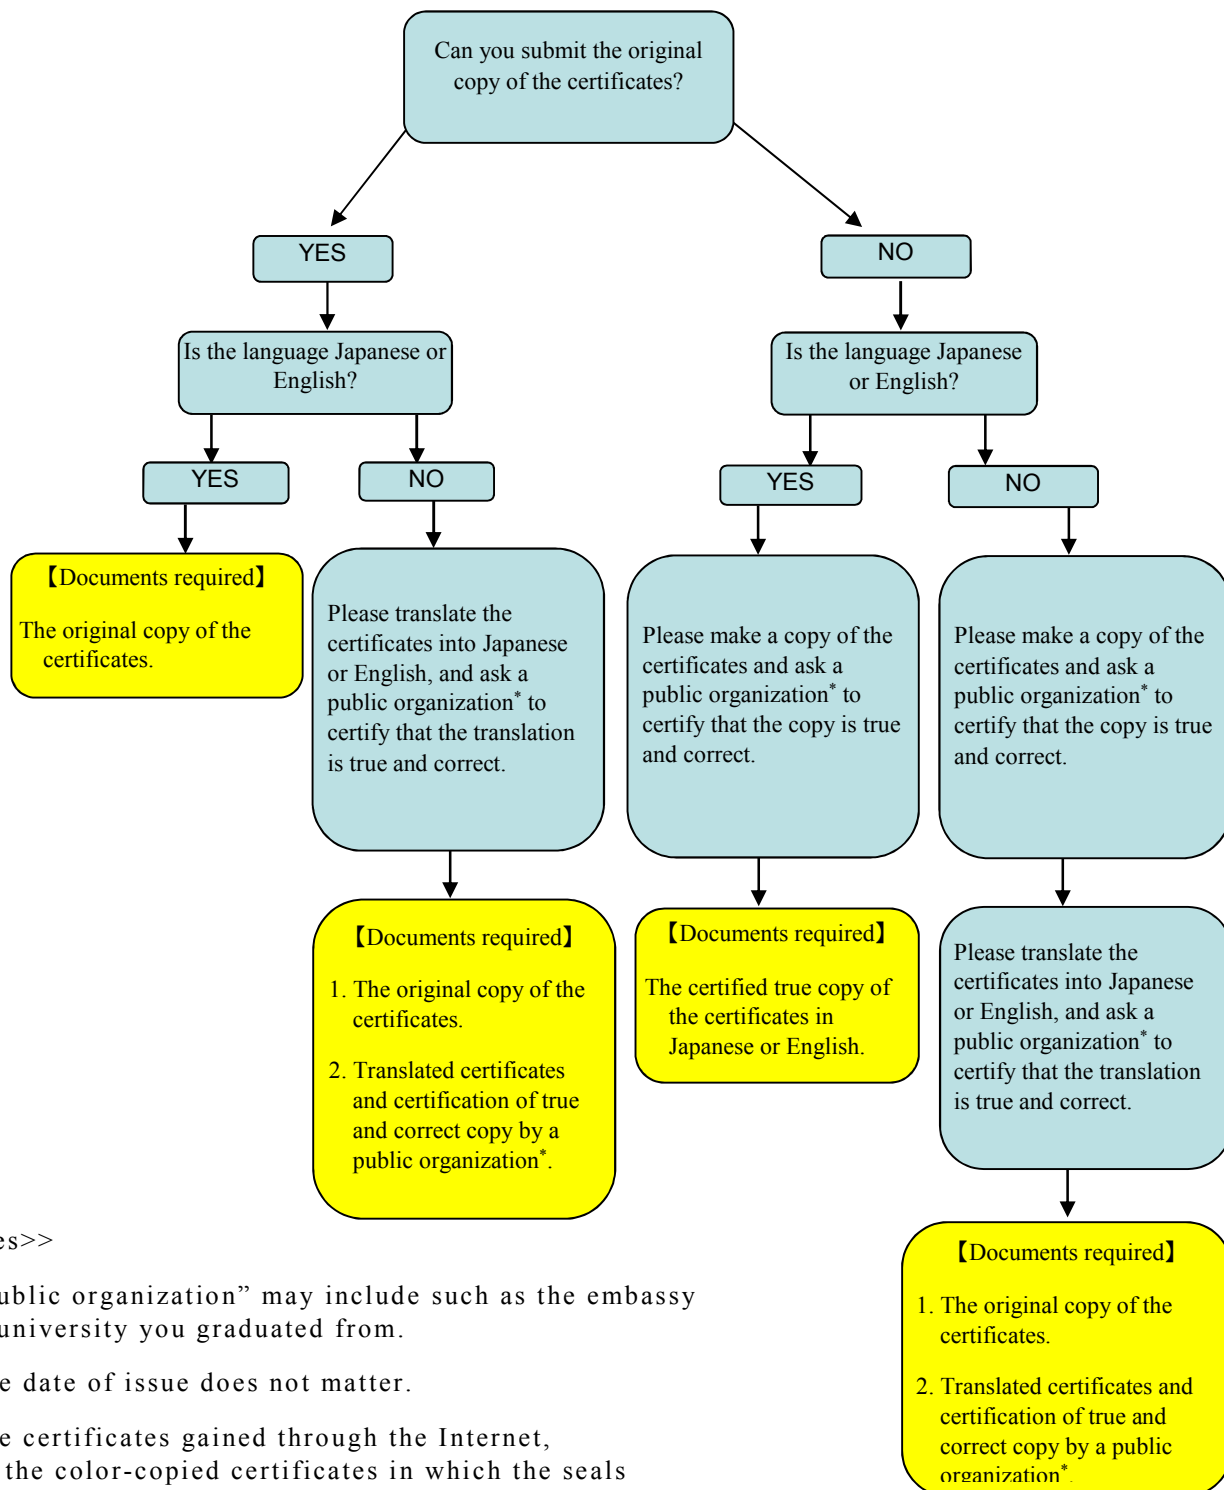 Can you submit the original
copy of the certificates?
YES
NO
Is the language Japanese or
English?
Is the language Japanese
or English?
YES
NO
YES
NO
【Documents required】
The original copy of the
certificates.
Please translate the
certificates into Japanese
or English, and ask a
public organization* to
certify that the translation
is true and correct.
Please make a copy of the
certificates and ask a
public organization* to
certify that the copy is true
and correct.
Please make a copy of the
certificates and ask a
public organization* to
certify that the copy is true
and correct.
【Documents required】
1. The original copy of the
certificates.
2. Translated certificates
and certification of true
and correct copy by a
public organization*.
【Documents required】
The certified true copy of
the certificates in
Japanese or English.
Please translate the
certificates into Japanese
or English, and ask a
public organization* to
certify that the translation
is true and correct.
【Documents required】
1. The original copy of the
certificates.
2. Translated certificates and
certification of true and
correct copy by a public
organization*.
es>>
ublic organization” may include such as the embassy
university you graduated from.
e date of issue does not matter.
e certificates gained through the Internet,
the color-copied certificates in which the seals